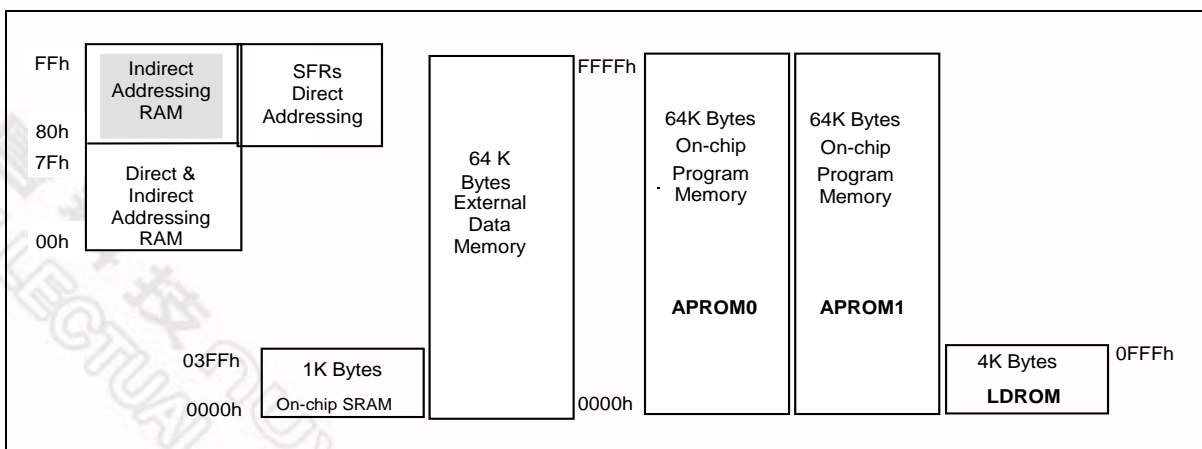 FFh
80h
7Fh
00h
Indirect
Addressing
RAM
SFRs
Direct
Addressing
Direct &
Indirect
Addressing
RAM
03FFh
0000h
1K Bytes
On-chip SRAM
64 K
Bytes
External
Data
Memory
FFFFh
0000h
64K Bytes
On-chip
Program
Memory
APROM0
64K Bytes
On-chip
Program
Memory
APROM1
4K Bytes
LDROM
0FFFh
技
LECTUAL